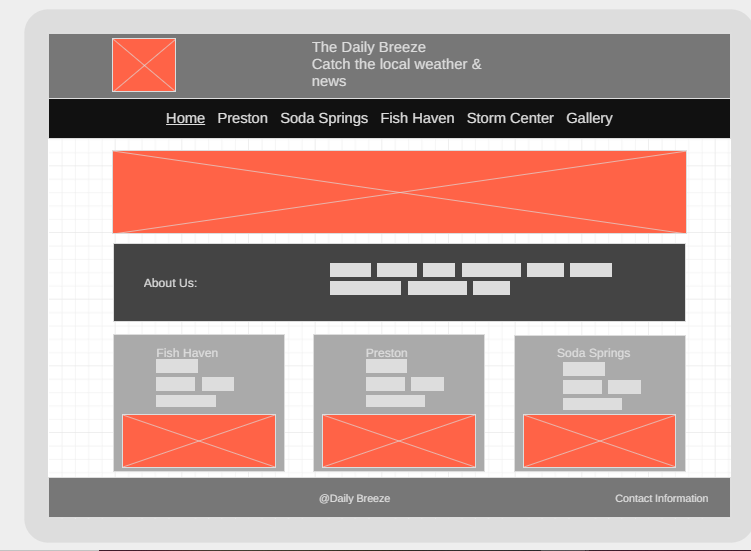 The Daily Breeze
Catch the local weather &
news
Home Preston Soda Springs Fish Haven Storm Center Gallery
About Us:
Fish Haven Preston Soda Springs
@Daily Breeze Contact Information